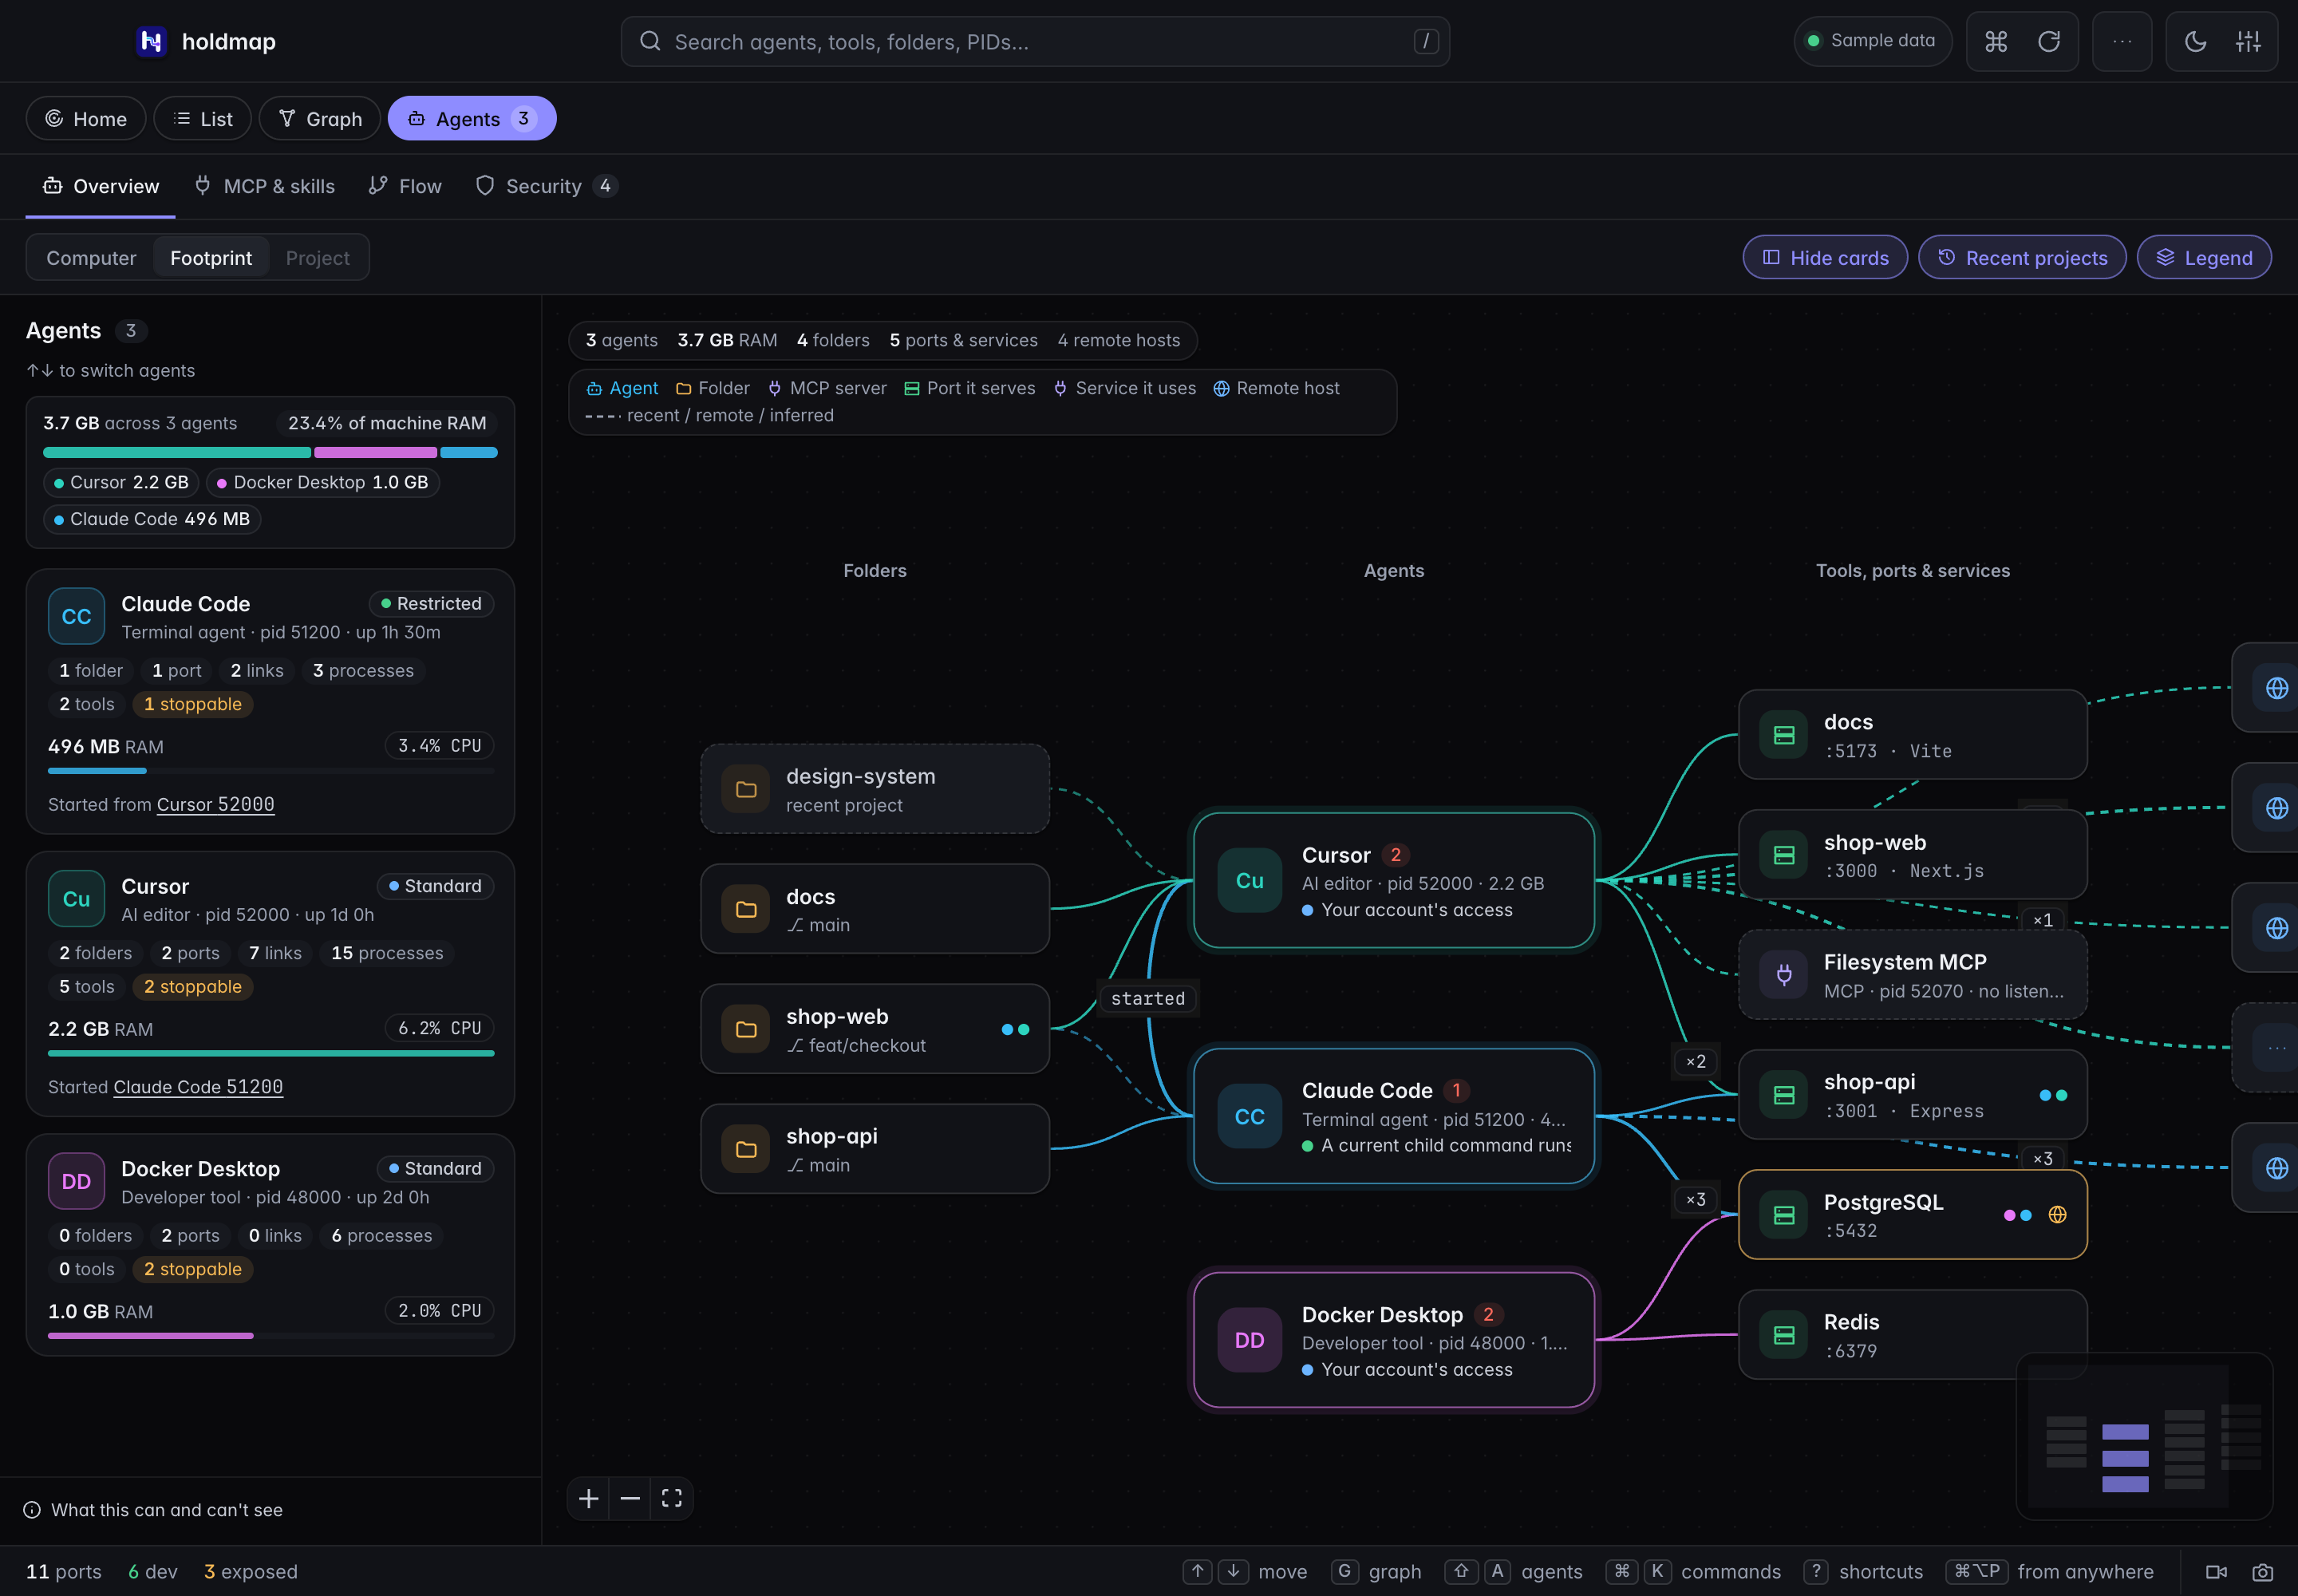 holdmap
Search agents, tools, folders, PIDs...
/
Sample data
Home
List
Graph
Agents 3
Overview
MCP & skills
Flow
Security 4
Computer
Footprint
Project
Hide cards
Recent projects
Legend
Agents 3
↑↓ to switch agents
3.7 GB across 3 agents
23.4% of machine RAM
Cursor 2.2 GB
Docker Desktop 1.0 GB
Claude Code 496 MB
CC
Claude Code
Restricted
Terminal agent · pid 51200 · up 1h 30m
1 folder
1 port
2 links
3 processes
2 tools
1 stoppable
496 MB RAM
3.4% CPU
Started from Cursor 52000
Cu
Cursor
Standard
AI editor · pid 52000 · up 1d 0h
2 folders
2 ports
7 links
15 processes
5 tools
2 stoppable
2.2 GB RAM
6.2% CPU
Started Claude Code 51200
DD
Docker Desktop
Standard
Developer tool · pid 48000 · up 2d 0h
0 folders
2 ports
0 links
6 processes
0 tools
2 stoppable
1.0 GB RAM
2.0% CPU
What this can and can't see
3 agents 3.7 GB RAM 4 folders 5 ports & services 4 remote hosts
Agent Folder MCP server Port it serves Service it uses Remote host
recent / remote / inferred
Folders
Agents
Tools, ports & services
design-system
recent project
docs
main
shop-web
feat/checkout
shop-api
main
started
Cu
Cursor 2
AI editor · pid 52000 · 2.2 GB
Your account's access
CC
Claude Code 1
Terminal agent · pid 51200 · 4...
A current child command runs
DD
Docker Desktop 2
Developer tool · pid 48000 · 1....
Your account's access
×2
×3
docs
:5173 · Vite
shop-web
:3000 · Next.js
×1
Filesystem MCP
MCP · pid 52070 · no listen...
shop-api
:3001 · Express
×3
PostgreSQL
:5432
Redis
:6379
11 ports
6 dev
3 exposed
↑ ↓ move
G graph
⇧ A agents
⌘ K commands
? shortcuts
⌘⌥P from anywhere